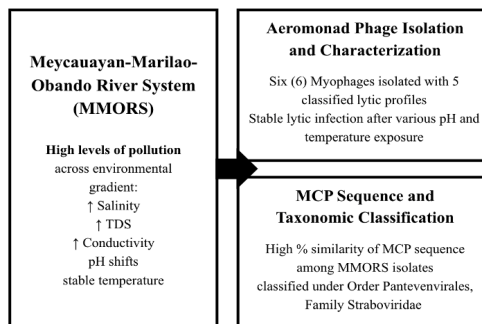 Meycauayan-Marilao-
Obando River System
(MMORS)
High levels of pollution
across environmental
gradient:
↑ Salinity
↑ TDS
↑ Conductivity
pH shifts
stable temperature
Aeromonad Phage Isolation
and Characterization
Six (6) Myophages isolated with 5
classified lytic profiles
Stable lytic infection after various pH and
temperature exposure
MCP Sequence and
Taxonomic Classification
High % similarity of MCP sequence
among MMORS isolates
classified under Order Pantevenvirales,
Family Straboviridae